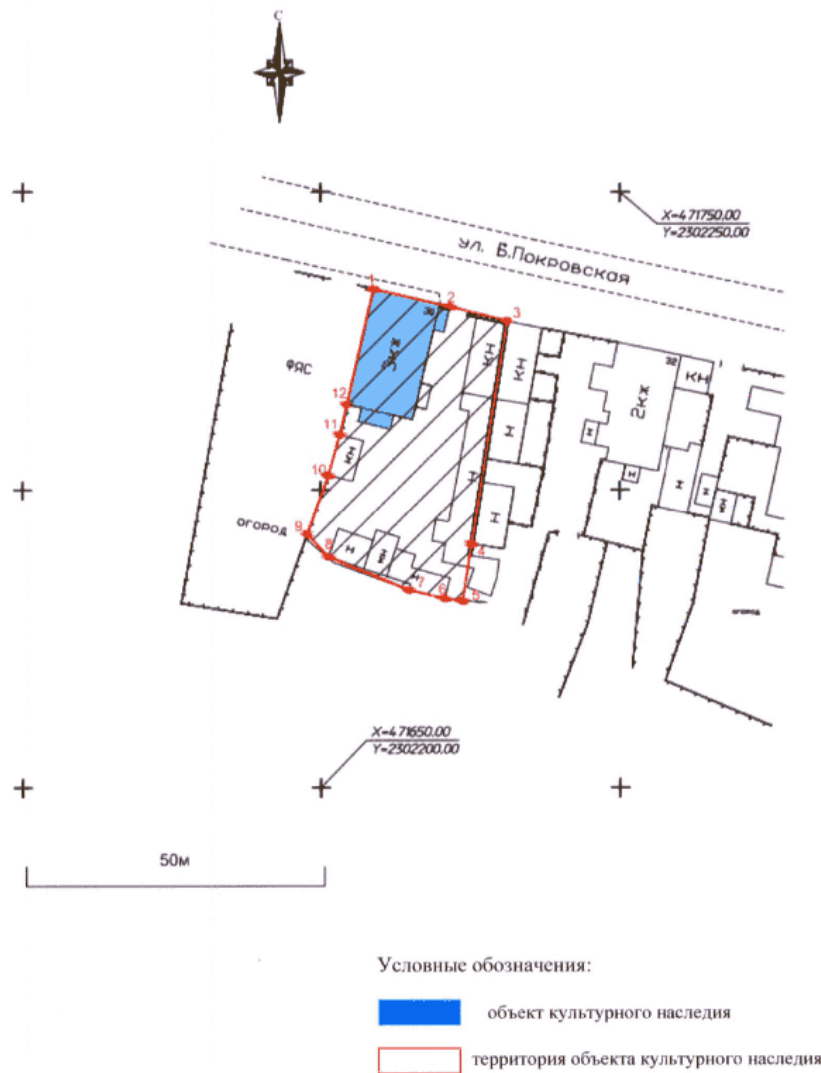 С
X=471750,00
Y=2302250,00
ул. Б.Покровская
1
2
3
3кж
ж
кн
кн
ж
кн
2кж
ФЯС
12
11
кн
10
н
н
н
н
н
н
кн
огород
9
8
н
кн
н
4
н
7
6
5
огород
X=471650,00
Y=2302200,00
50м
Условные обозначения:
объект культурного наследия
территория объекта культурного наследия